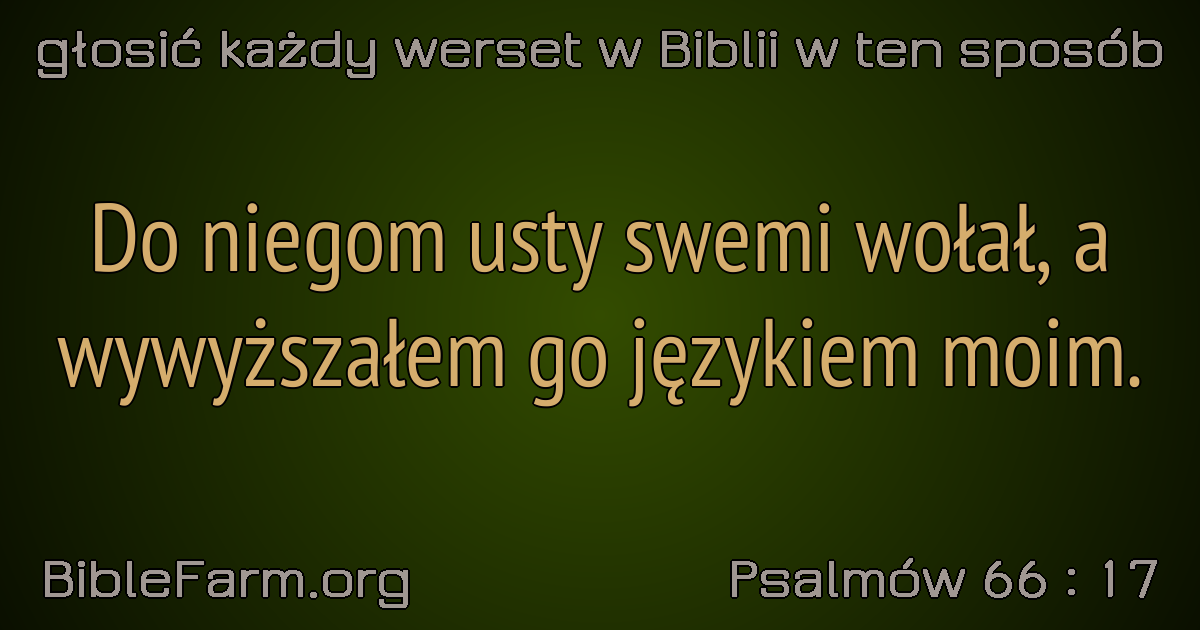 głosić każdy werset w Biblii w ten sposób
Do niegom usty swemi wołał, a
wywyższałem go językiem moim.
BibleFarm.org
Psalmów 66 : 17